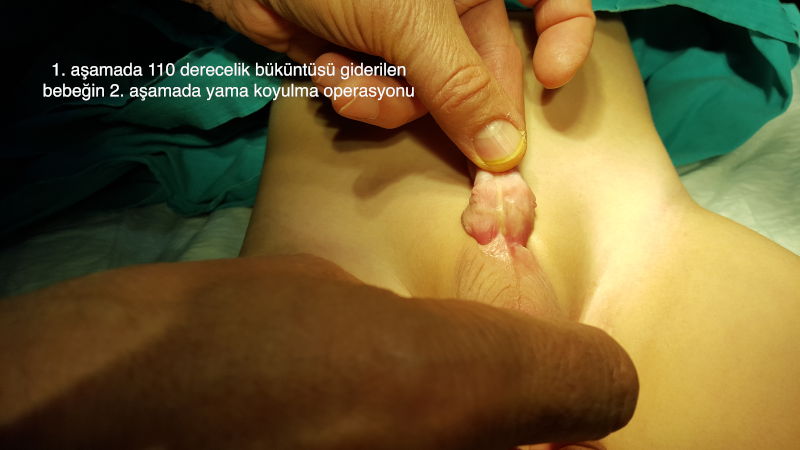 1. aşamada 110 derecelik büküntüsü giderilen
bebeğin 2. aşamada yama koyulma operasyonu